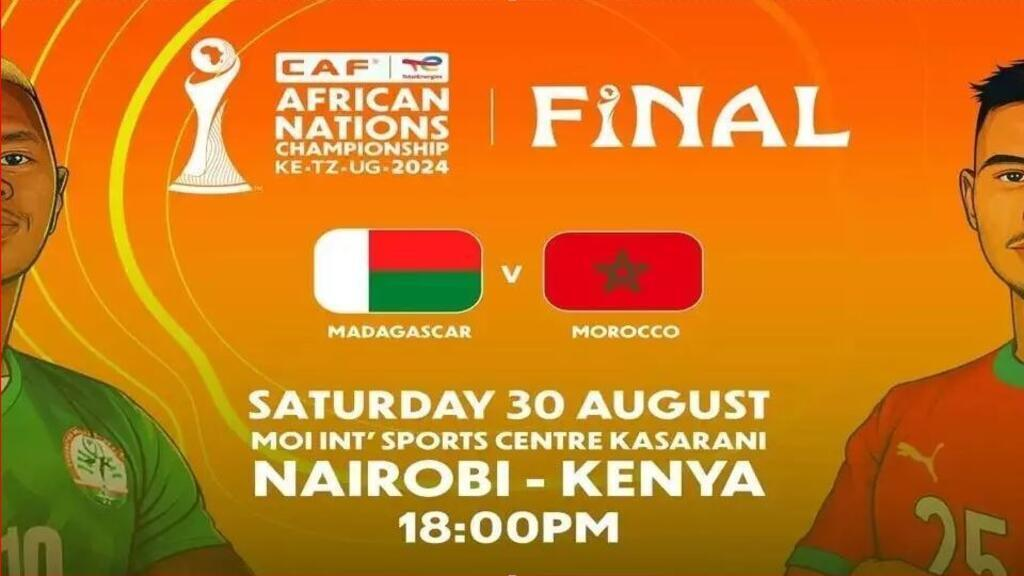 CAF
TotalEnergies
AFRICAN
NATIONS
CHAMPIONSHIP
KE-TZ-UG-2024
FiNAL
MADAGASCAR
V
MOROCCO
SATURDAY 30 AUGUST
MOI INT' SPORTS CENTRE KASARANI
NAIROBI - KENYA
18:00PM
10
25